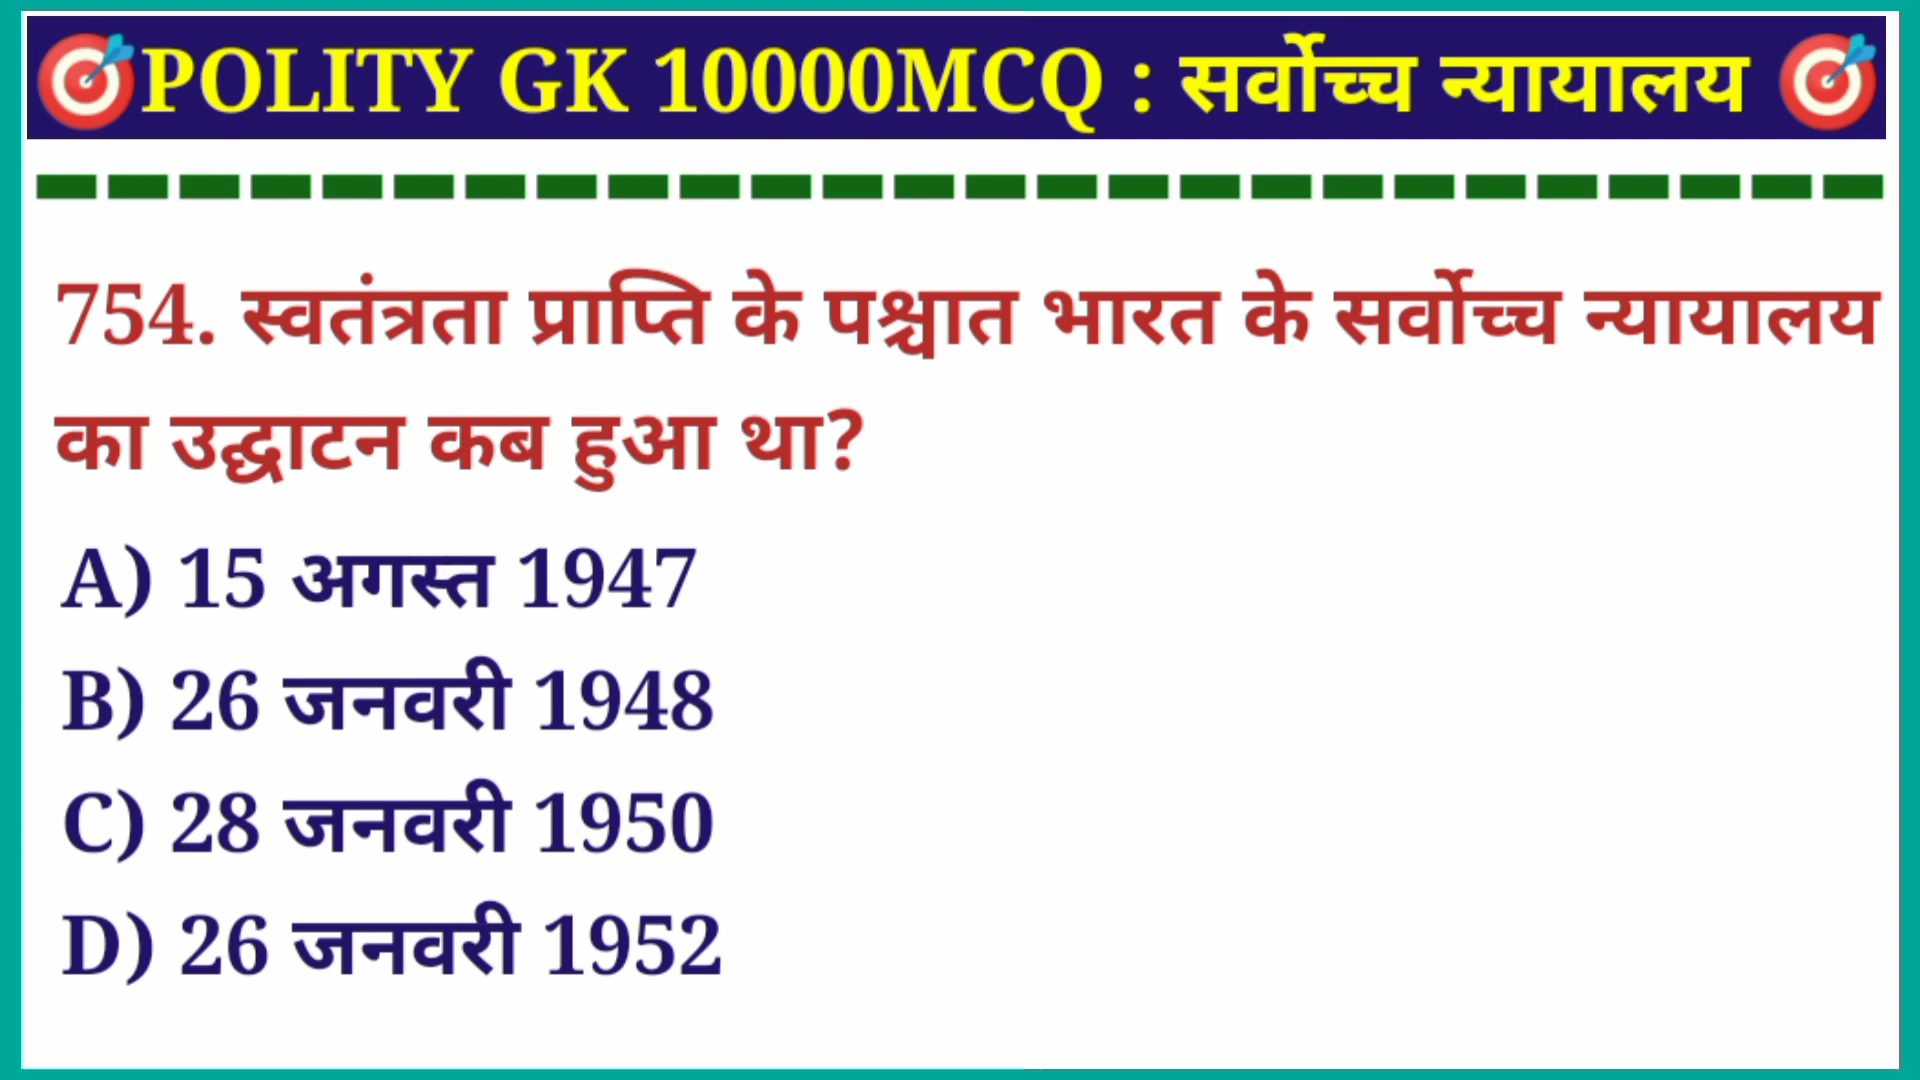 🎯POLITY GK 10000MCQ : सर्वोच्च न्यायालय 🎯
754. स्वतंत्रता प्राप्ति के पश्चात भारत के सर्वोच्च न्यायालय
का उद्घाटन कब हुआ था?
A) 15 अगस्त 1947
B) 26 जनवरी 1948
C) 28 जनवरी 1950
D) 26 जनवरी 1952